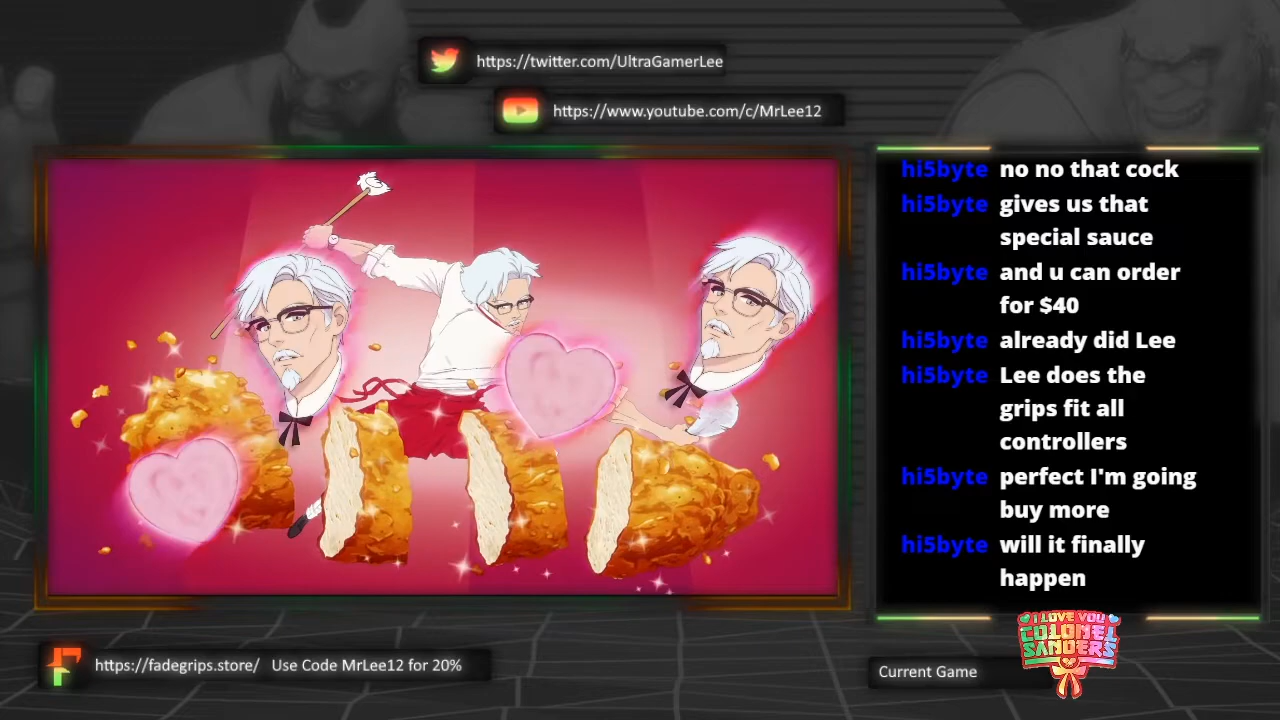 https://twitter.com/UltraGamerLee
https://www.youtube.com/c/MrLee12
hi5byte no no that cock
hi5byte gives us that
special sauce
hi5byte and u can order
for $40
hi5byte already did Lee
hi5byte Lee does the
grips fit all
controllers
hi5byte perfect I'm going
buy more
hi5byte will it finally
happen
https://fadegrips.store/ Use Code MrLee12 for 20%
Current Game
I LOVE YOU
COLONEL
SANDERS